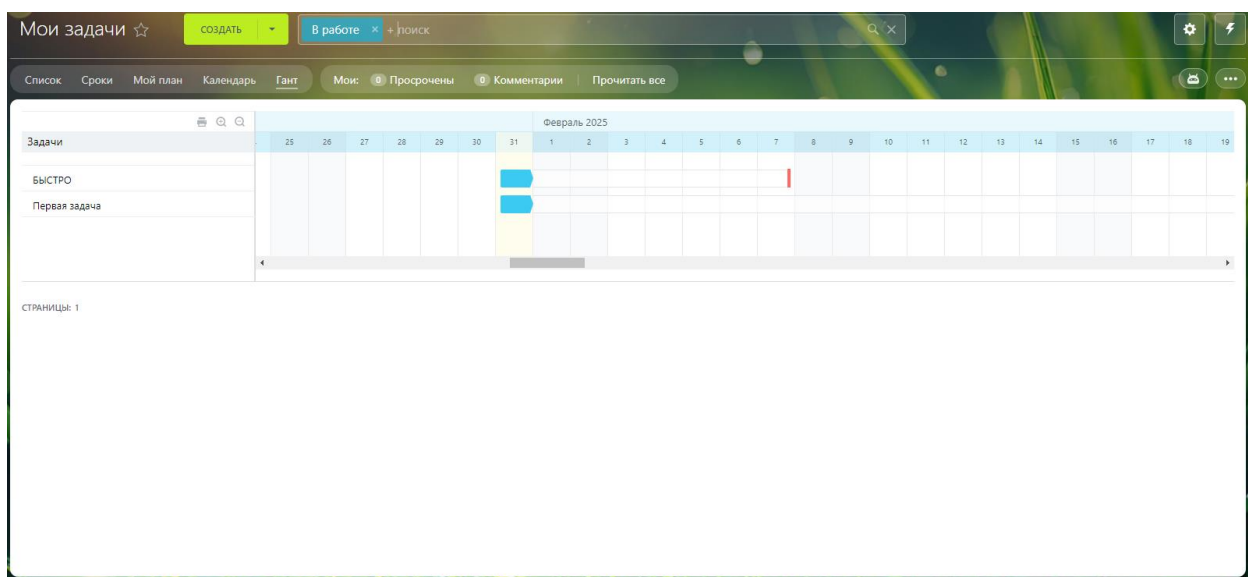 Мои задачи
СОЗДАТЬ
В работе × + поиск
Список Сроки Мой план Календарь Гант Мои: 0 Просрочены 0 Комментарии Прочитать все
Февраль 2025
Задачи 25 26 27 28 29 30 31 1 2 3 4 5 6 7 8 9 10 11 12 13 14 15 16 17 18 19
БЫСТРО
Первая задача
СТРАНИЦЫ: 1